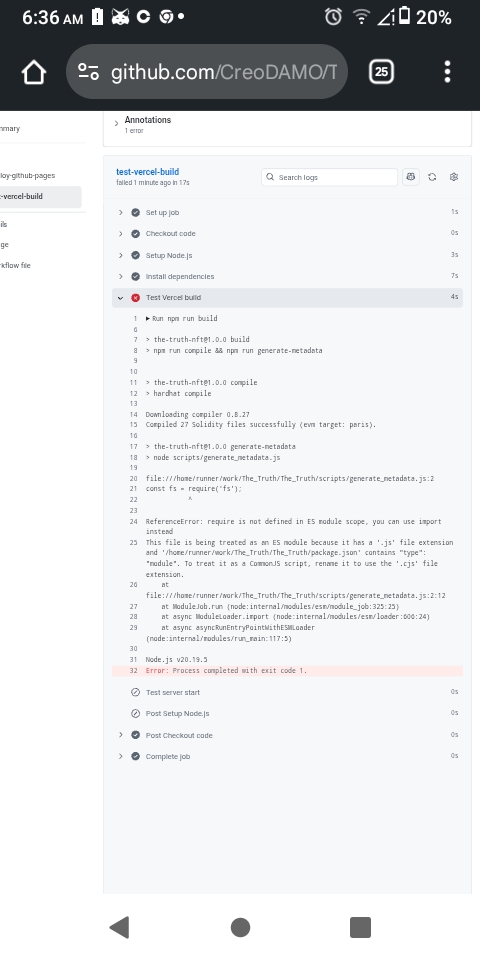 6:36 AM
20%
github.com/CreoDAMO/T
25
Annotations
1 error
mmary
loy-github-pages
t-vercel-build
ils
ge
rkflow file
test-vercel-build
failed 1 minute ago in 17s
Search logs
Set up job 1s
Checkout code 0s
Setup Node.js 3s
Install dependencies 7s
Test Vercel build 4s
1 ▶ Run npm run build
6
7 > the-truth-nft@1.0.0 build
8 > npm run compile && npm run generate-metadata
9
10
11 > the-truth-nft@1.0.0 compile
12 > hardhat compile
13
14 Downloading compiler 0.8.27
15 Compiled 27 Solidity files successfully (evm target: paris).
16
17 > the-truth-nft@1.0.0 generate-metadata
18 > node scripts/generate_metadata.js
19
20 file:///home/runner/work/The_Truth/The_Truth/scripts/generate_metadata.js:2
21 const fs = require('fs');
22 ^
23
24 ReferenceError: require is not defined in ES module scope, you can use import
instead
25 This file is being treated as an ES module because it has a '.js' file extension
and '/home/runner/work/The_Truth/The_Truth/package.json' contains "type":
"module". To treat it as a CommonJS script, rename it to use the '.cjs' file
extension.
26 at
file:///home/runner/work/The_Truth/The_Truth/scripts/generate_metadata.js:2:12
27 at ModuleJob.run (node:internal/modules/esm/module_job:325:25)
28 at async ModuleLoader.import (node:internal/modules/esm/loader:606:24)
29 at async asyncRunEntryPointWithESMLoader
(node:internal/modules/run_main:117:5)
30
31 Node.js v20.19.5
32 Error: Process completed with exit code 1.
Test server start 0s
Post Setup Node.js 0s
Post Checkout code 0s
Complete job 0s